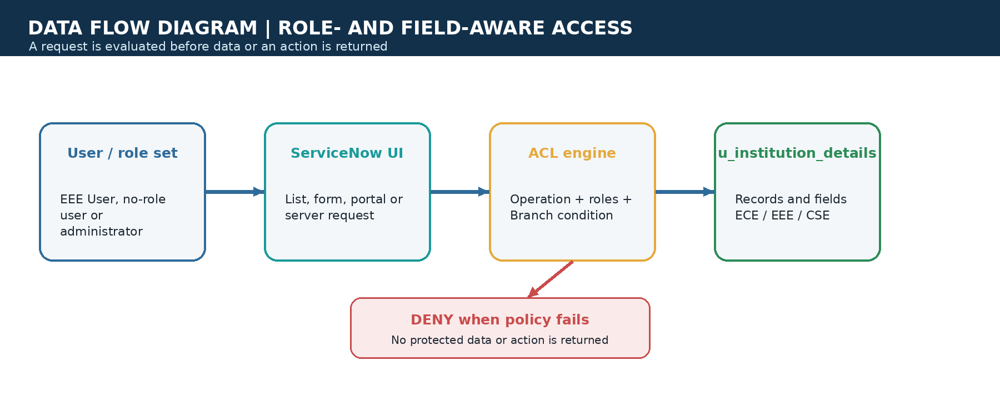 DATA FLOW DIAGRAM | ROLE- AND FIELD-AWARE ACCESS
A request is evaluated before data or an action is returned
User / role set
EEE User, no-role
user or
administrator
ServiceNow UI
List, form, portal or
server request
ACL engine
Operation + roles +
Branch condition
u_institution_details
Records and fields
ECE / EEE / CSE
DENY when policy fails
No protected data or action is returned